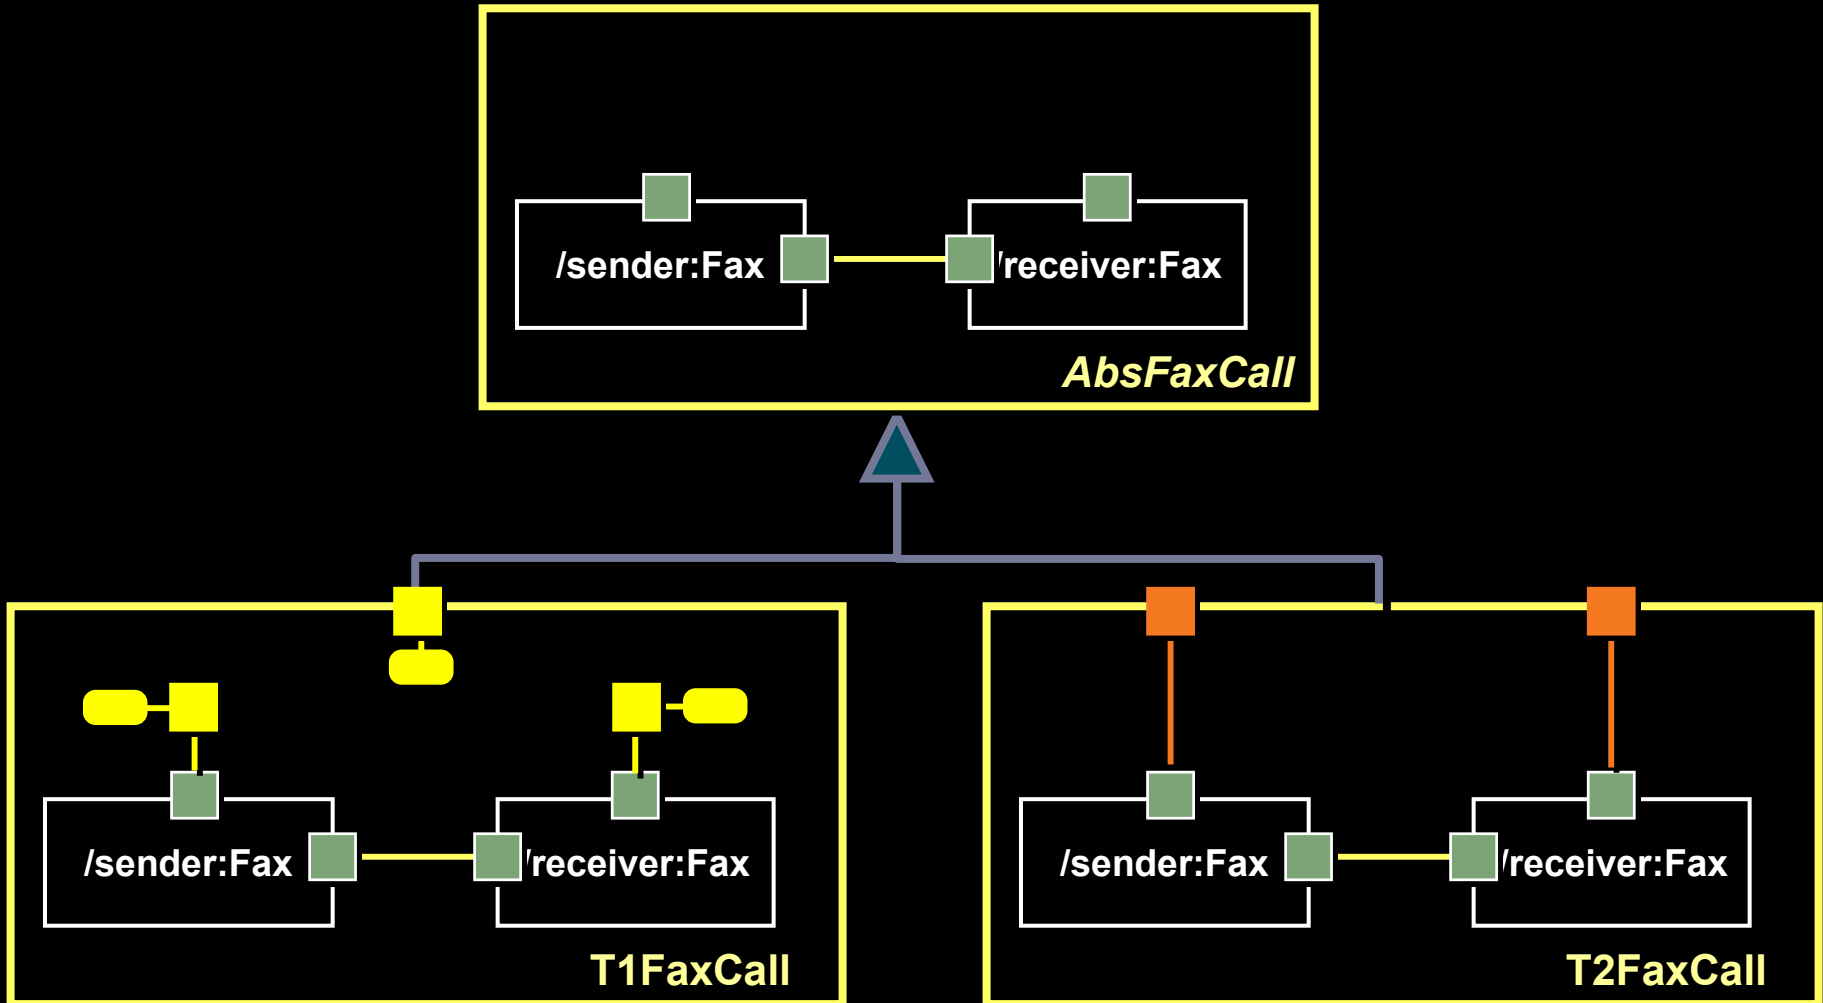 /sender:Fax
/receiver:Fax
AbsFaxCall
/sender:Fax
/receiver:Fax
T1FaxCall
/sender:Fax
/receiver:Fax
T2FaxCall